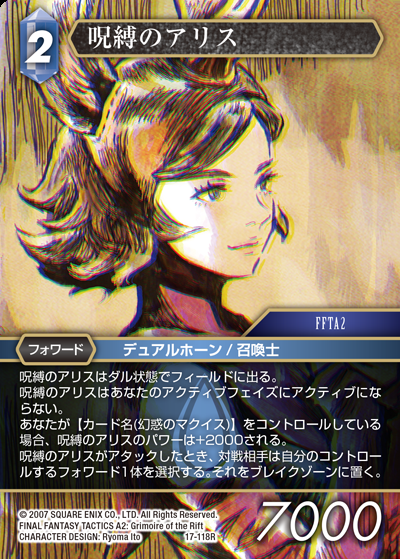 2
呪縛のアリス
FFTA2
フォワード
デュアルホーン / 召喚士
呪縛のアリスはダル状態でフィールドに出る。
呪縛のアリスはあなたのアクティブフェイズにアクティブにな
らない。
あなたが【カード名(幻惑のマクイス)】をコントロールしている
場合、呪縛のアリスのパワーは+2000される。
呪縛のアリスがアタックしたとき、対戦相手は自分のコントロー
ルするフォワード1体を選択する。それをブレイクゾーンに置く。
© 2007 SQUARE ENIX CO., LTD. All Rights Reserved.
FINAL FANTASY TACTICS A2: Grimoire of the Rift
CHARACTER DESIGN: Ryoma Ito
17-118R
7000